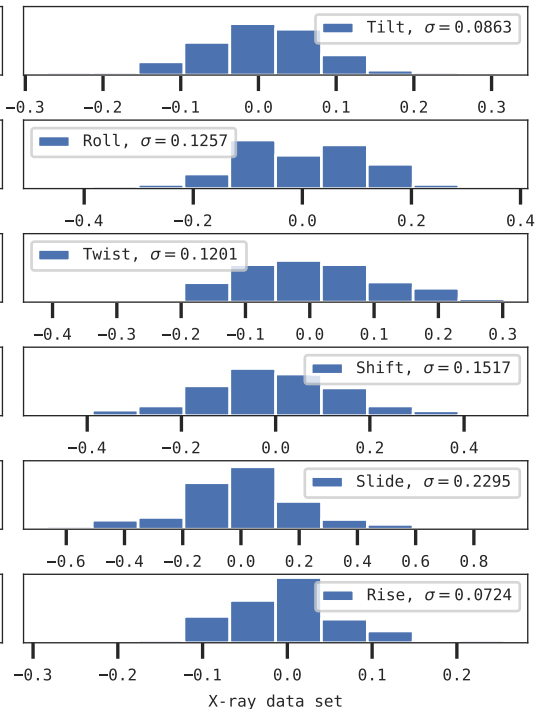 Tilt, σ=0.0863
−0.3 −0.2 −0.1 0.0 0.1 0.2 0.3
Roll, σ=0.1257
−0.4 −0.2 0.0 0.2 0.4
Twist, σ=0.1201
−0.4 −0.3 −0.2 −0.1 0.0 0.1 0.2 0.3
Shift, σ=0.1517
−0.4 −0.2 0.0 0.2 0.4
Slide, σ=0.2295
−0.6 −0.4 −0.2 0.0 0.2 0.4 0.6 0.8
Rise, σ=0.0724
−0.3 −0.2 −0.1 0.0 0.1 0.2
X-ray data set